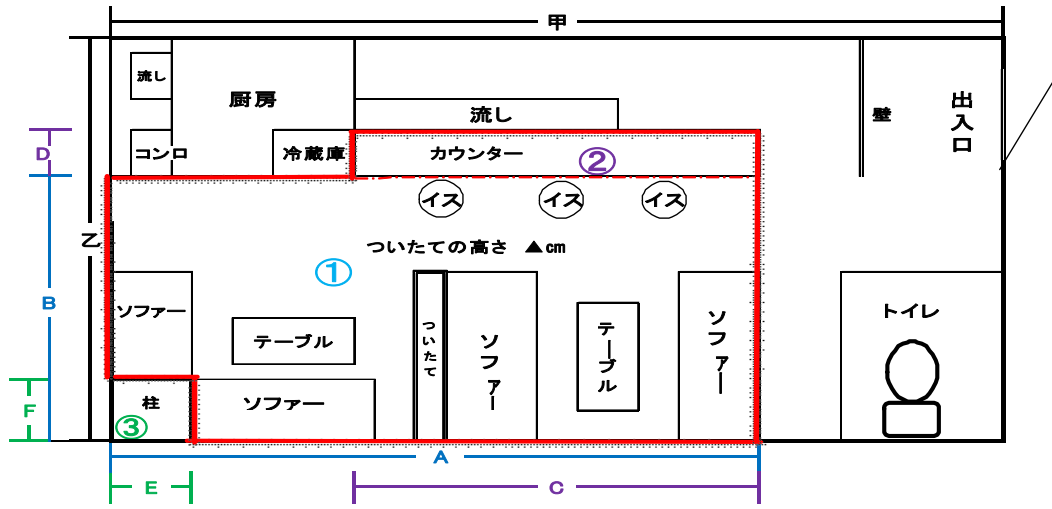 甲
流し
厨房
流し
壁
出入口
D
コンロ
冷蔵庫
カウンター
②
イス
イス
イス
乙
ついたての高さ ▲cm
①
B
ソファー
テーブル
ついたて
ソファー
テーブル
ソファー
トイレ
F
柱
③
ソファー
A
E
C